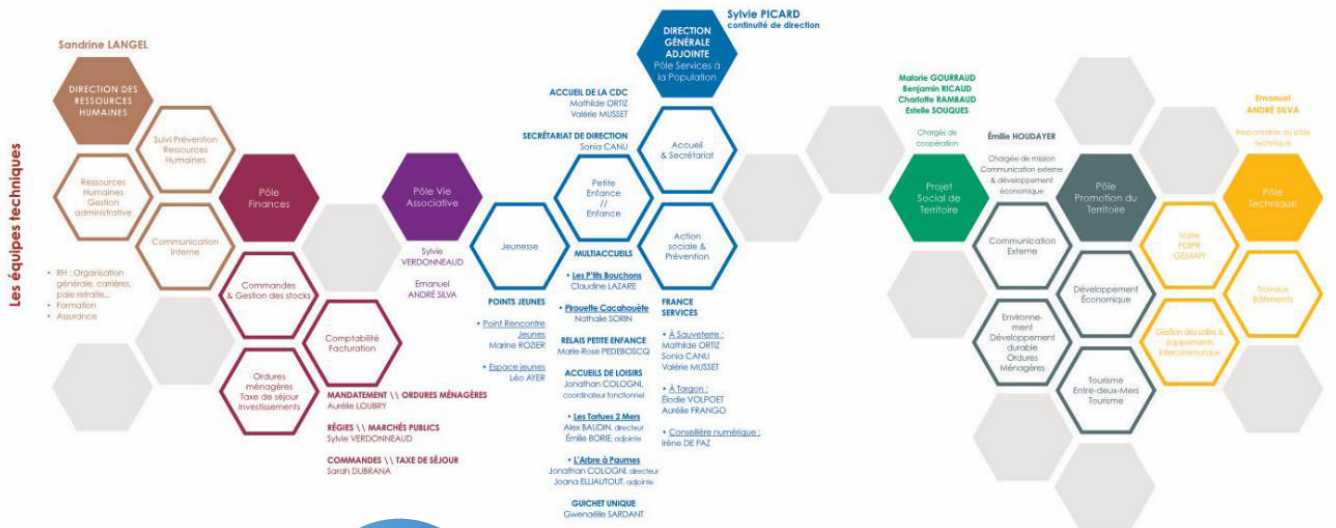 Les équipes techniques
Sandrine LANGEL
DIRECTION DES
RESSOURCES
HUMAINES
Suivi Prévention
Ressources
Humaines
Ressources
Humaines
Gestion
administrative
Communication
Interne
• RH : Organisation
générale, carrières,
paie retraite...
• Formation
• Assurance
Pôle
Finances
Commandes
& Gestion des stocks
Comptabilité
Facturation
Ordures
ménagères
Taxe de séjour
Investissements
MANDATEMENT \\ ORDURES MÉNAGÈRES
Aurélie LOUBRY
RÉGIES \\ MARCHÉS PUBLICS
Sylvie VERDONNEAUD
COMMANDES \\ TAXE DE SÉJOUR
Sarah DUBRANA
Pôle Vie
Associative
Sylvie
VERDONNEAUD
Emanuel
ANDRÉ SILVA
Sylvie PICARD
continuité de direction
DIRECTION
GÉNÉRALE
ADJOINTE
Pôle Services à
la Population
ACCUEIL DE LA CDC
Mathilde ORTIZ
Valérie MUSSET
SECRÉTARIAT DE DIRECTION
Sonia CANU
Accueil
& Secrétariat
Petite
Enfance
//
Enfance
Jeunesse
Action
sociale &
Prévention
POINTS JEUNES
• Point Rencontre
Jeunes
Marine ROZIER
• Espace jeunes
Léo AYER
MULTIACCUEILS
• Les P'tits Bouchons
Claudine LAZARE
• Pirouette Cacahouète
Nathalie SORIN
RELAIS PETITE ENFANCE
Marie-Rose PEDEBOSCQ
ACCUEILS DE LOISIRS
Jonathan COLOGNI,
coordinateur fonctionnel
• Les Tortues 2 Mers
Alex BAUDIN, directeur
Émilie BORIE, adjointe
• L'Arbre à Paumes
Jonathan COLOGNI, directeur
Joana ELLIAUTOUT, adjointe
GUICHET UNIQUE
Gwenaëlle SARDANT
FRANCE
SERVICES
• À Sauveterre :
Mathilde ORTIZ
Sonia CANU
Valérie MUSSET
• À Targon :
Élodie VOLPOET
Aurélie FRANGO
• Conseillère numérique :
Irène DE PAZ
Malorie GOURRAUD
Benjamin RICAUD
Charlotte RAMBAUD
Estelle SOUQUES
Chargés de
coopération
Projet
Social de
Territoire
Émilie HOUDAYER
Chargée de mission
Communication externe
& développement
économique
Pôle
Promotion du
Territoire
Communication
Externe
Développement
Économique
Environne-
ment
Développement
durable
Ordures
Ménagères
Tourisme
Entre-deux-Mers
Tourisme
Emanuel
ANDRÉ SILVA
Responsable du pôle
technique
Pôle
Technique
Voirie
PDIPR
GEMAPI
Travaux
Bâtiments
Gestion des salles &
équipements
Intercommunaux